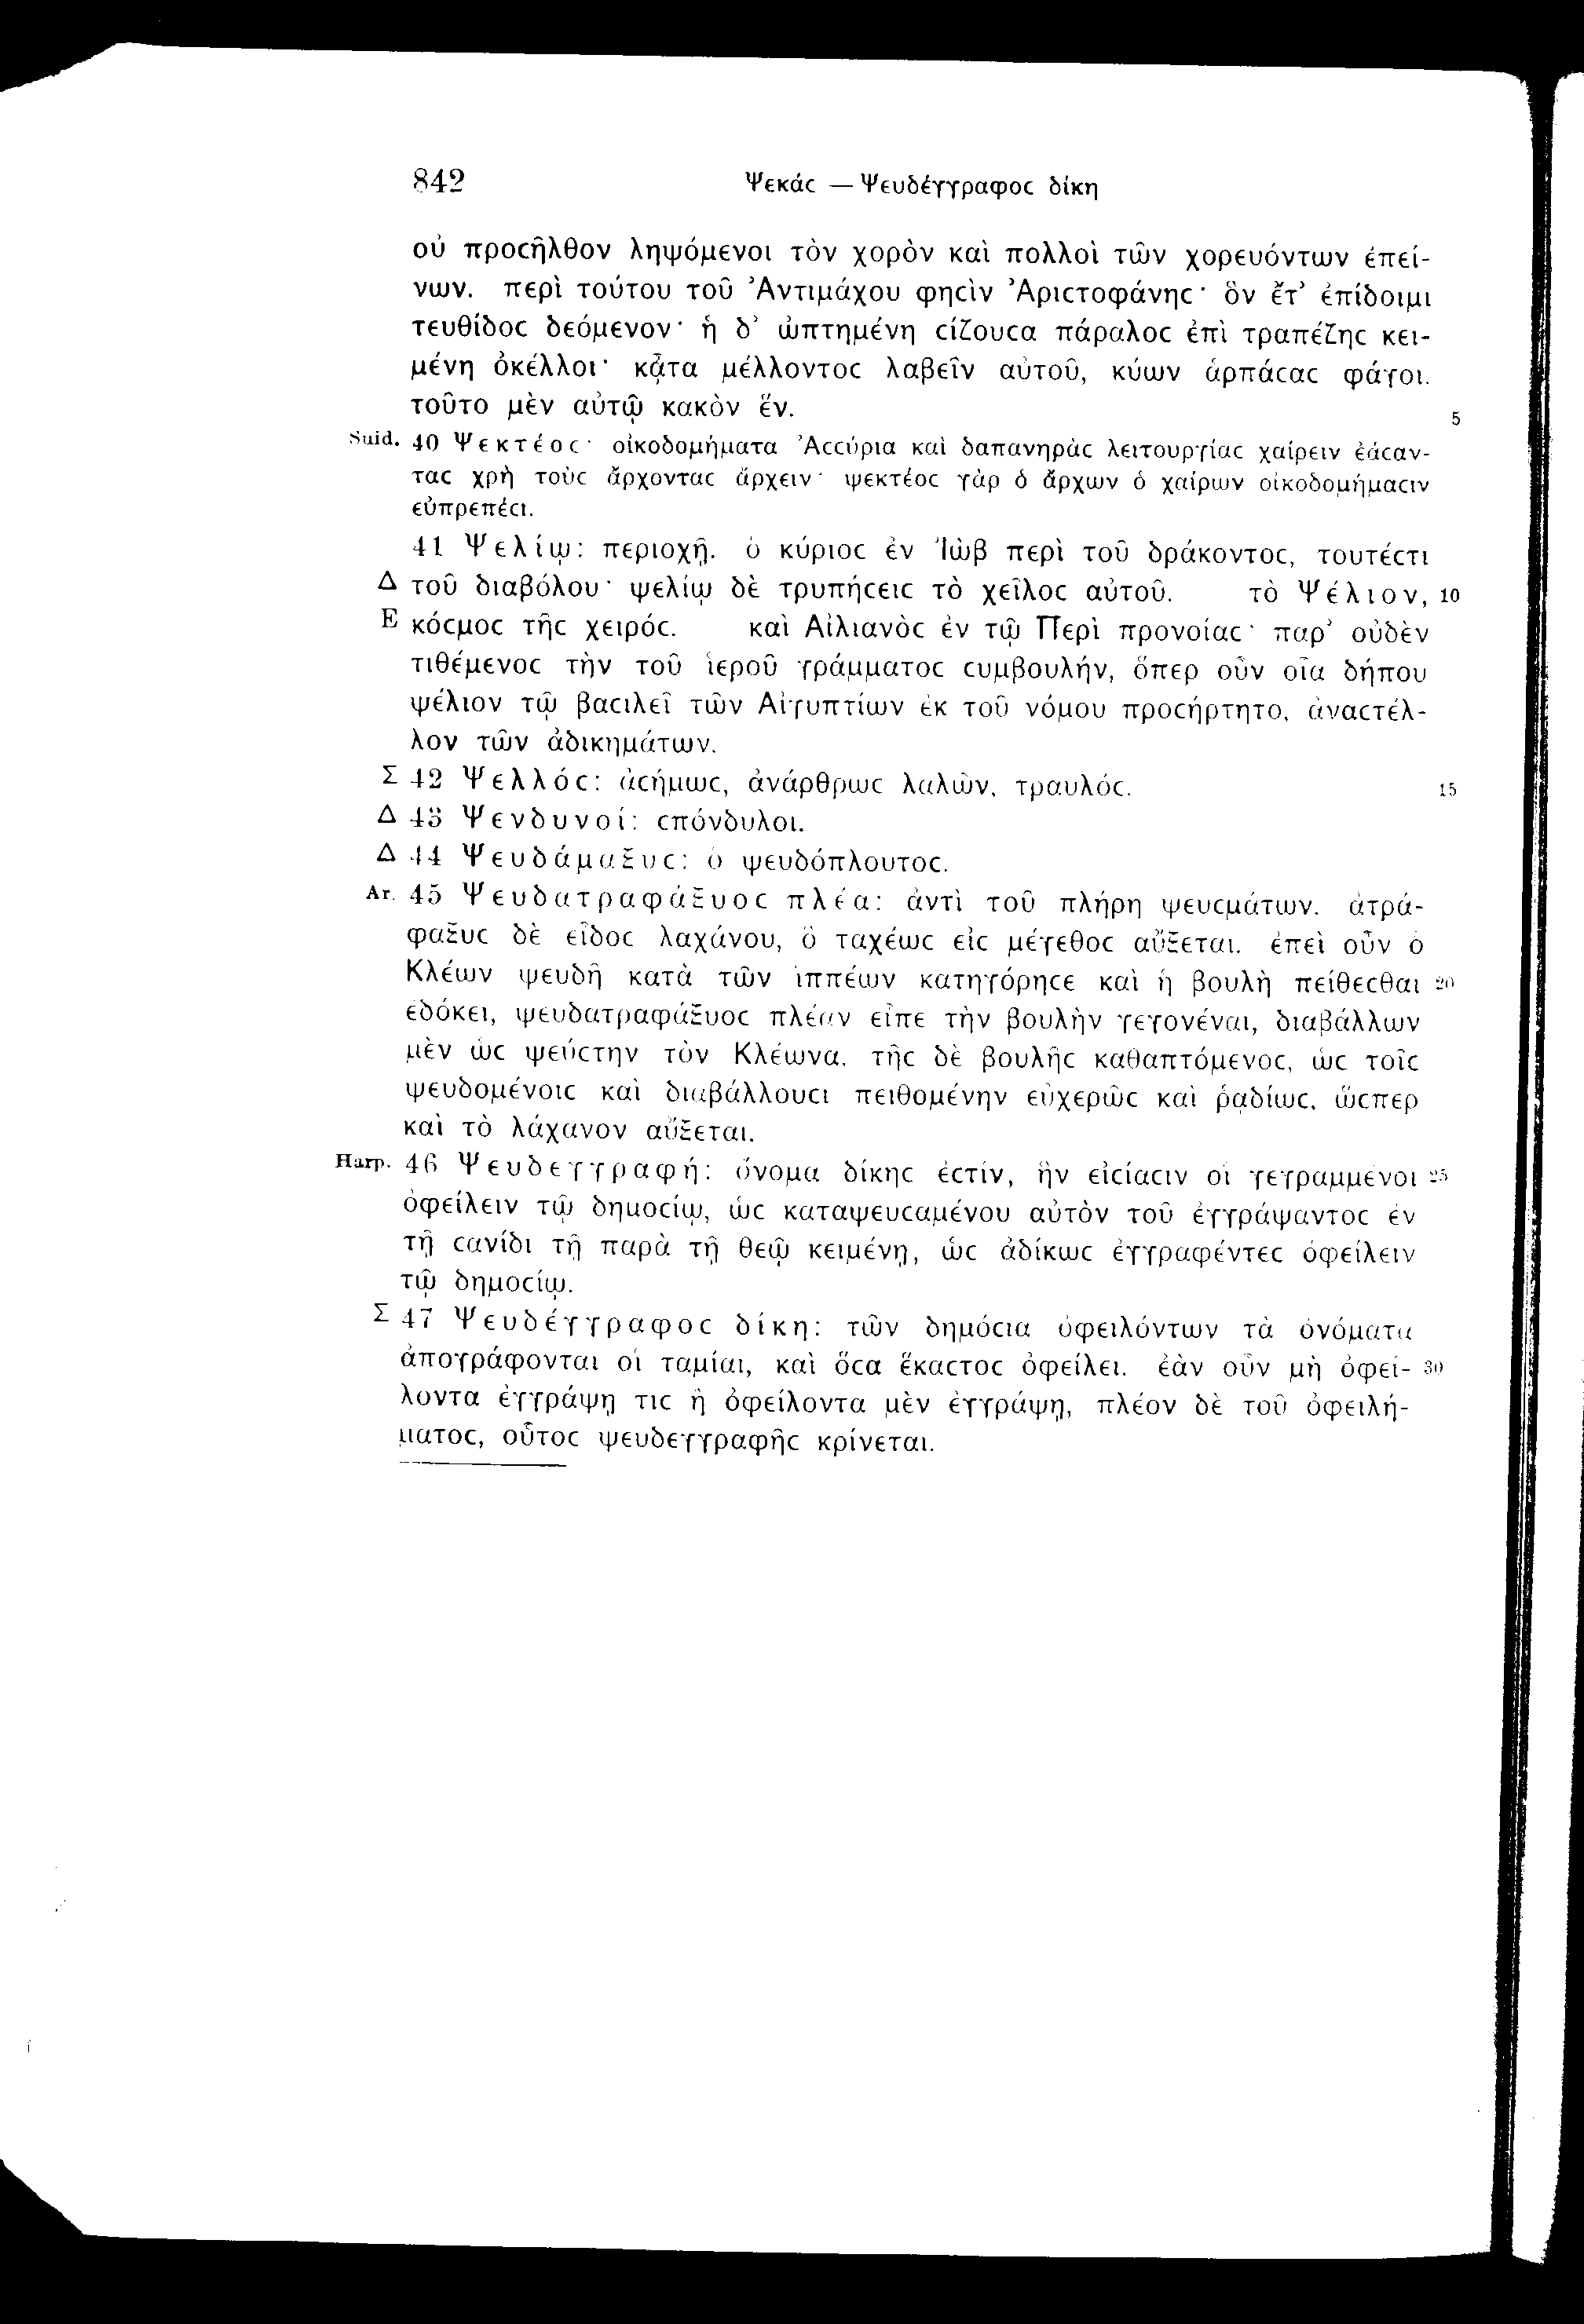 842 Ψεκάϲ — Ψευδέγγραφοϲ δίκη
οὐ προϲῆλθον ληψόμενοι τὸν χορὸν καὶ πολλοὶ τῶν χορευόντων ἐπεί-
νων. περὶ τούτου τοῦ Ἀντιμάχου φηϲὶν Ἀριϲτοφάνηϲ· ὃν ἔτ’ ἐπίδοιμι
τευθίδοϲ δεόμενον· ἡ δ’ ὠπτημένη ϲίζουϲα πάραλοϲ ἐπὶ τραπέζηϲ κει-
μένη ὀκέλλοι· κᾆτα μέλλοντοϲ λαβεῖν αὐτοῦ, κύων ἁρπάϲαϲ φάγοι.
τοῦτο μὲν αὐτῷ κακὸν ἕν. 5
Suid. 40 Ψεκτέοϲ· οἰκοδομήματα Ἀϲϲύρια καὶ δαπανηρὰϲ λειτουργίαϲ χαίρειν ἐάϲαν-
ταϲ χρὴ τοὺϲ ἄρχονταϲ ἄρχειν· ψεκτέοϲ γὰρ ὁ ἄρχων ὁ χαίρων οἰκοδομήμαϲιν
εὐπρεπέϲι.
41 Ψελίῳ: περιοχῇ. ὁ κύριοϲ ἐν Ἰὼβ περὶ τοῦ δράκοντοϲ, τουτέϲτι
Δ τοῦ διαβόλου· ψελίῳ δὲ τρυπήϲειϲ τὸ χεῖλοϲ αὐτοῦ. τὸ Ψέλιον, 10
Ε κόϲμοϲ τῆϲ χειρόϲ. καὶ Αἰλιανὸϲ ἐν τῷ Περὶ προνοίαϲ· παρ’ οὐδὲν
τιθέμενοϲ τὴν τοῦ ἱεροῦ γράμματοϲ ϲυμβουλήν, ὅπερ οὖν οἷα δήπου
ψέλιον τῷ βαϲιλεῖ τῶν Αἰγυπτίων ἐκ τοῦ νόμου προϲήρτητο, ἀναϲτέλ-
λον τῶν ἀδικημάτων.
Σ 42 Ψελλόϲ: ἀϲήμωϲ, ἀνάρθρωϲ λαλῶν, τραυλόϲ. 15
Δ 43 Ψενδυνοί: ϲπόνδυλοι.
Δ 44 Ψευδάμαξυϲ: ὁ ψευδόπλουτοϲ.
Ar. 45 Ψευδατραφάξυοϲ πλέα: ἀντὶ τοῦ πλήρη ψευϲμάτων. ἀτρά-
φαξυϲ δὲ εἶδοϲ λαχάνου, ὃ ταχέωϲ εἰϲ μέγεθοϲ αὔξεται. ἐπεὶ οὖν ὁ
Κλέων ψευδῆ κατὰ τῶν ἱππέων κατηγόρηϲε καὶ ἡ βουλὴ πείθεϲθαι 20
ἐδόκει, ψευδατραφάξυοϲ πλέαν εἶπε τὴν βουλὴν γεγονέναι, διαβάλλων
μὲν ὡϲ ψεύϲτην τὸν Κλέωνα, τῆϲ δὲ βουλῆϲ καθαπτόμενοϲ, ὡϲ τοῖϲ
ψευδομένοιϲ καὶ διαβάλλουϲι πειθομένην εὐχερῶϲ καὶ ῥᾳδίωϲ, ὥϲπερ
καὶ τὸ λάχανον αὔξεται.
Harp. 46 Ψευδεγγραφή: ὄνομα δίκηϲ ἐϲτίν, ἣν εἰϲίαϲιν οἱ γεγραμμένοι 25
ὀφείλειν τῷ δημοϲίῳ, ὡϲ καταψευϲαμένου αὐτὸν τοῦ ἐγγράψαντοϲ ἐν
τῇ ϲανίδι τῇ παρὰ τῇ θεῷ κειμένῃ, ὡϲ ἀδίκωϲ ἐγγραφέντεϲ ὀφείλειν
τῷ δημοϲίῳ.
Σ 47 Ψευδέγγραφοϲ δίκη: τῶν δημόϲια ὀφειλόντων τὰ ὀνόματα
ἀπογράφονται οἱ ταμίαι, καὶ ὅϲα ἕκαϲτοϲ ὀφείλει. ἐὰν οὖν μὴ ὀφεί- 30
λοντα ἐγγράψῃ τιϲ ἢ ὀφείλοντα μὲν ἐγγράψῃ, πλέον δὲ τοῦ ὀφειλή-
ματοϲ, οὗτοϲ ψευδεγγραφῆϲ κρίνεται.